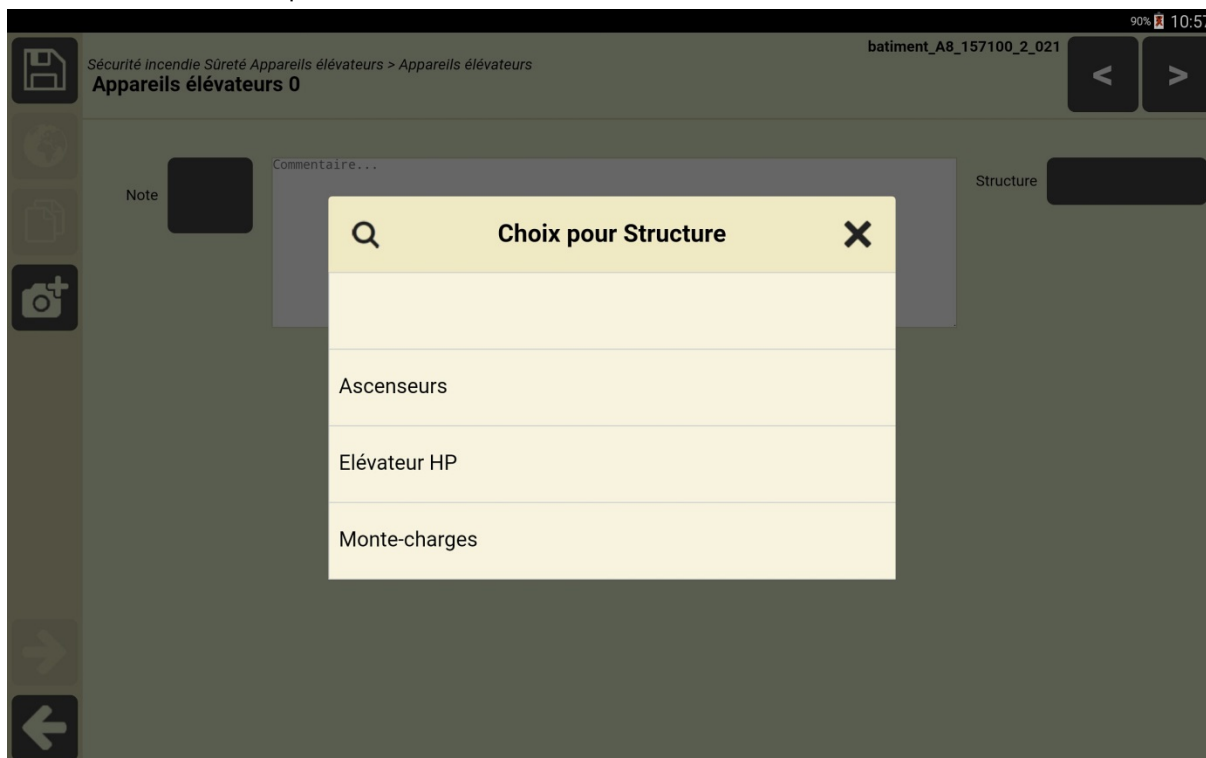 90% 10:57
batiment_A8_157100_2_021
Sécurité incendie Sûreté Appareils élévateurs > Appareils élévateurs
Appareils élévateurs 0
< >
Note
Commentaire...
Structure
Choix pour Structure
Ascenseurs
Elévateur HP
Monte-charges